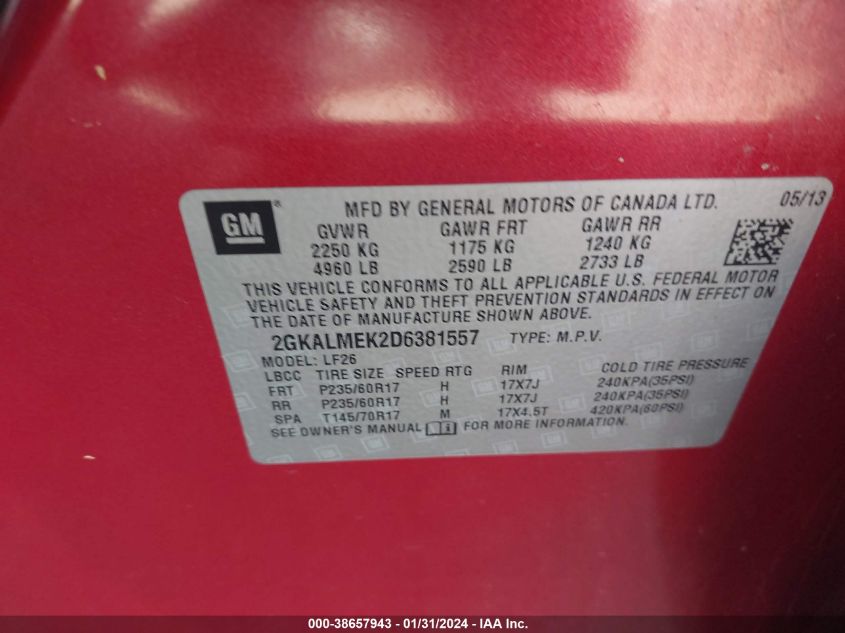 GM
MFD BY GENERAL MOTORS OF CANADA LTD. 05/13
GVWR GAWR FRT GAWR RR
2250 KG 1175 KG 1240 KG
4960 LB 2590 LB 2733 LB
THIS VEHICLE CONFORMS TO ALL APPLICABLE U.S. FEDERAL MOTOR
VEHICLE SAFETY AND THEFT PREVENTION STANDARDS IN EFFECT ON
THE DATE OF MANUFACTURE SHOWN ABOVE.
2GKALMEK2D6381557 TYPE: M.P.V.
MODEL: LF26
LBCC TIRE SIZE SPEED RTG RIM COLD TIRE PRESSURE
FRT P235/60R17 H 17X7J 240KPA(35PSI)
RR P235/60R17 H 17X7J 240KPA(35PSI)
SPA T145/70R17 M 17X4.5T 420KPA(60PSI)
SEE OWNER'S MANUAL FOR MORE INFORMATION.
000-38657943 - 01/31/2024 - IAA Inc.